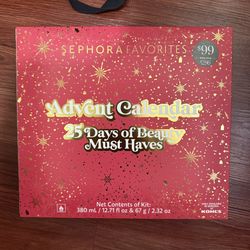 SEPHORA FAVORITES
$99
Advent Calendar
25 Days of Beauty
Must Haves
Net Contents of Kit:
380 mL / 12.71 fl oz & 67 g / 2.32 oz
KOHL'S